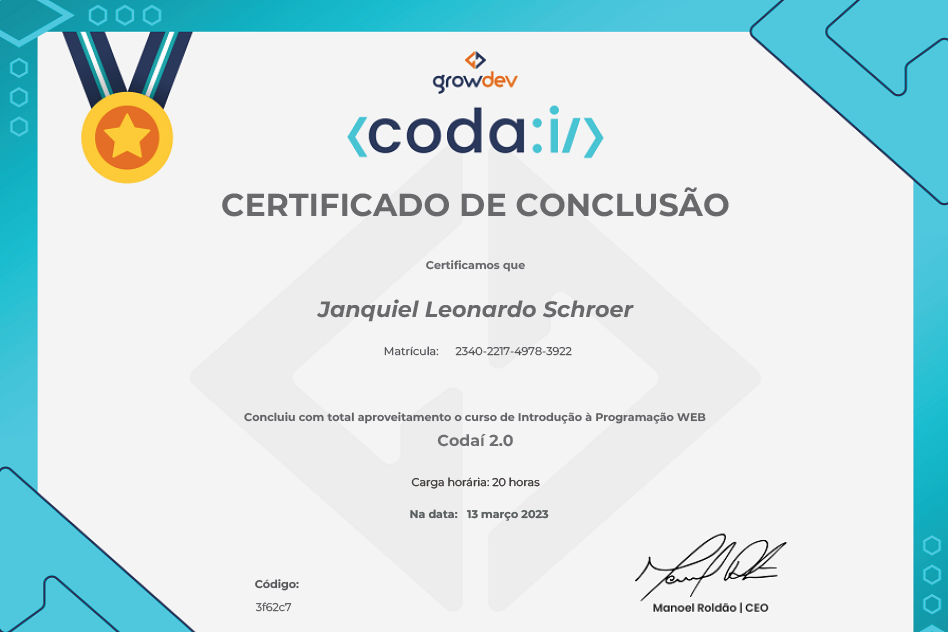 growdev
<coda:i/>
CERTIFICADO DE CONCLUSÃO
Certificamos que
Janquiel Leonardo Schroer
Matrícula: 2340-2217-4978-3922
Concluiu com total aproveitamento o curso de Introdução à Programação WEB
Codaí 2.0
Carga horária: 20 horas
Na data: 13 março 2023
Código:
3f62c7
Manoel Roldão | CEO